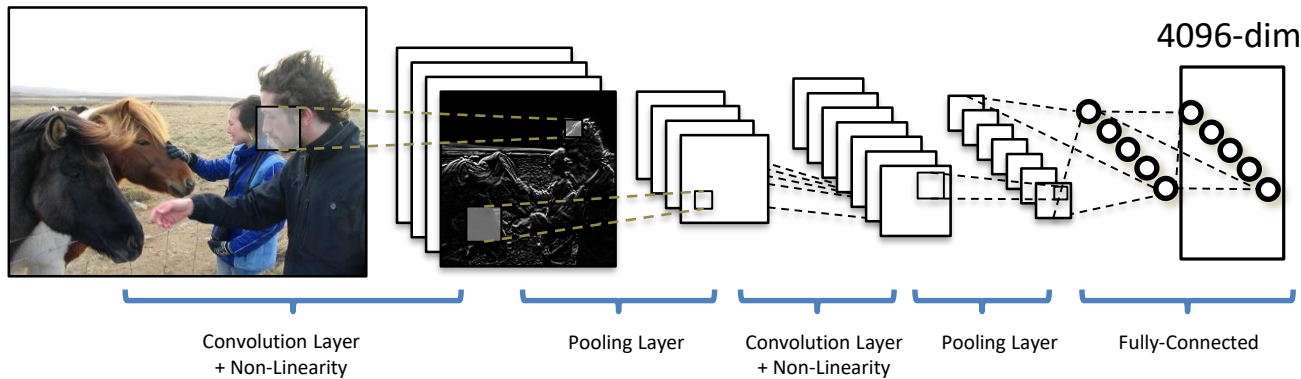 4096-dim
Convolution Layer
+ Non-Linearity
Pooling Layer
Convolution Layer
+ Non-Linearity
Pooling Layer
Fully-Connected